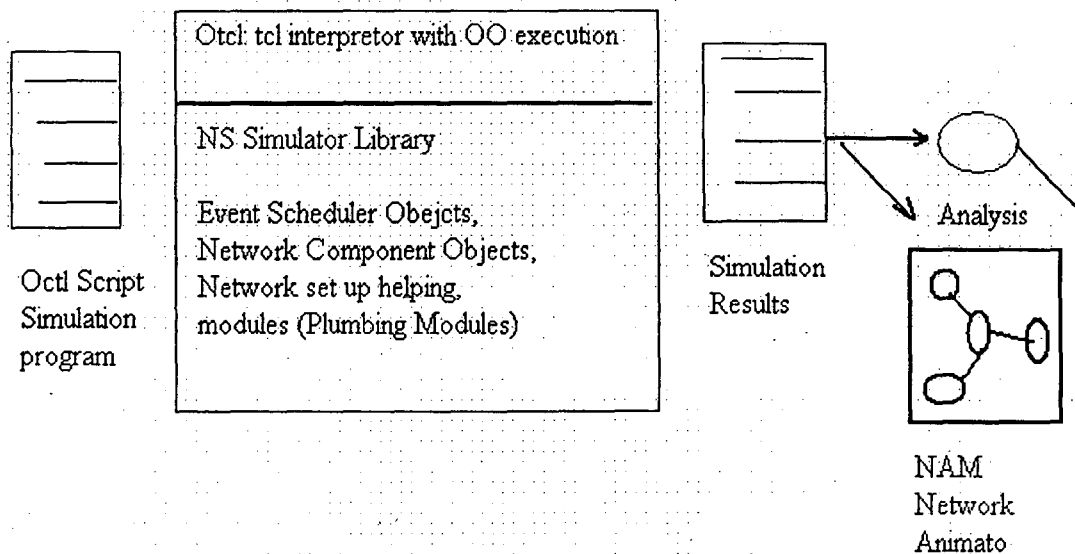 Otcl: tcl interpretor with OO execution
NS Simulator Library
Event Scheduler Obejcts,
Network Component Objects,
Network set up helping,
modules (Plumbing Modules)
Octl Script
Simulation
program
Simulation
Results
Analysis
NAM
Network
Animato